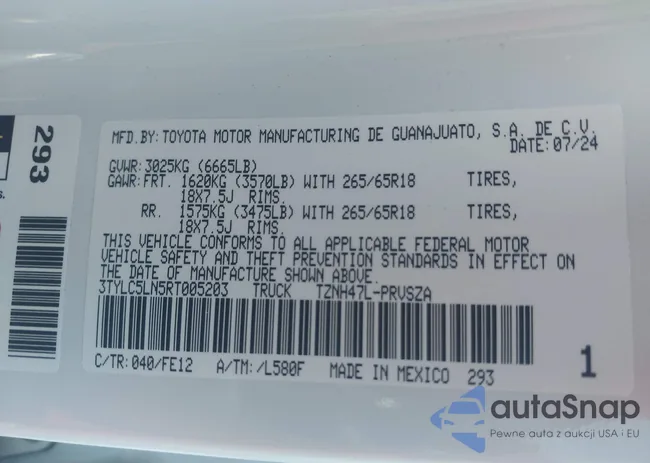 MFD.BY: TOYOTA MOTOR MANUFACTURING DE GUANAJUATO, S.A. DE C.V.
DATE: 07/24
GVWR: 3025KG (6665LB)
GAWR: FRT. 1620KG (3570LB) WITH 265/65R18 TIRES,
18X7.5J RIMS.
RR. 1575KG (3475LB) WITH 265/65R18 TIRES,
18X7.5J RIMS.
THIS VEHICLE CONFORMS TO ALL APPLICABLE FEDERAL MOTOR
VEHICLE SAFETY AND THEFT PREVENTION STANDARDS IN EFFECT ON
THE DATE OF MANUFACTURE SHOWN ABOVE.
3TYLC5LN5RT005203 TRUCK TZNH47L-PRVSZA
C/TR: 040/FE12 A/TM: /L580F MADE IN MEXICO 293
1
293
s.
autaSnap
Pewne auta z aukcji USA i EU